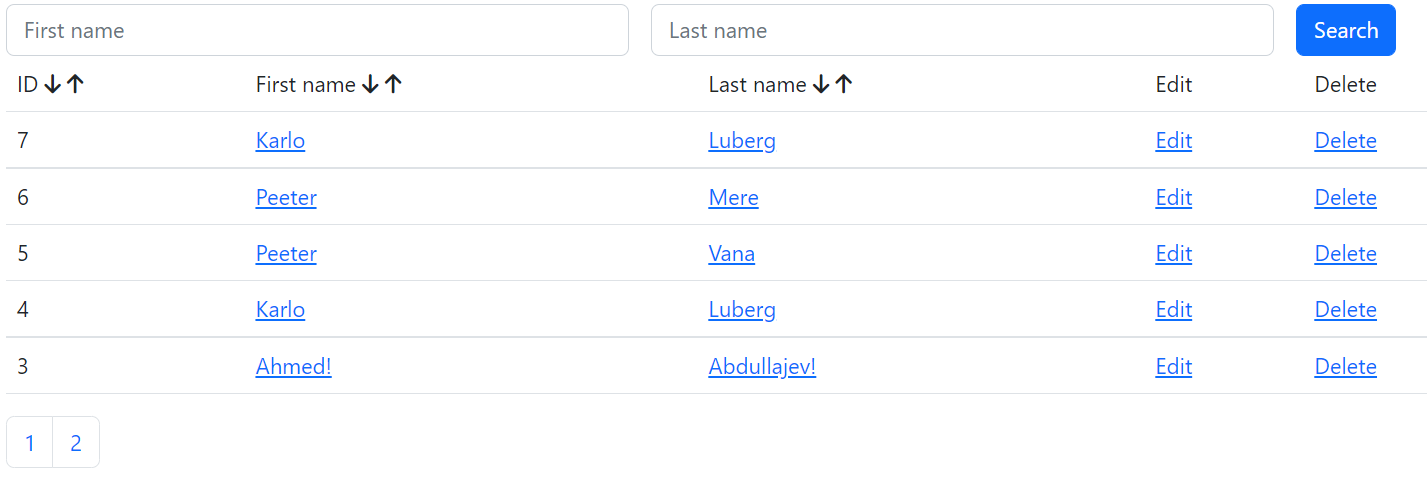 First name Last name Search
ID ↓↑ First name ↓↑ Last name ↓↑ Edit Delete
7 Karlo Luberg Edit Delete
6 Peeter Mere Edit Delete
5 Peeter Vana Edit Delete
4 Karlo Luberg Edit Delete
3 Ahmed! Abdullajev! Edit Delete
1 2